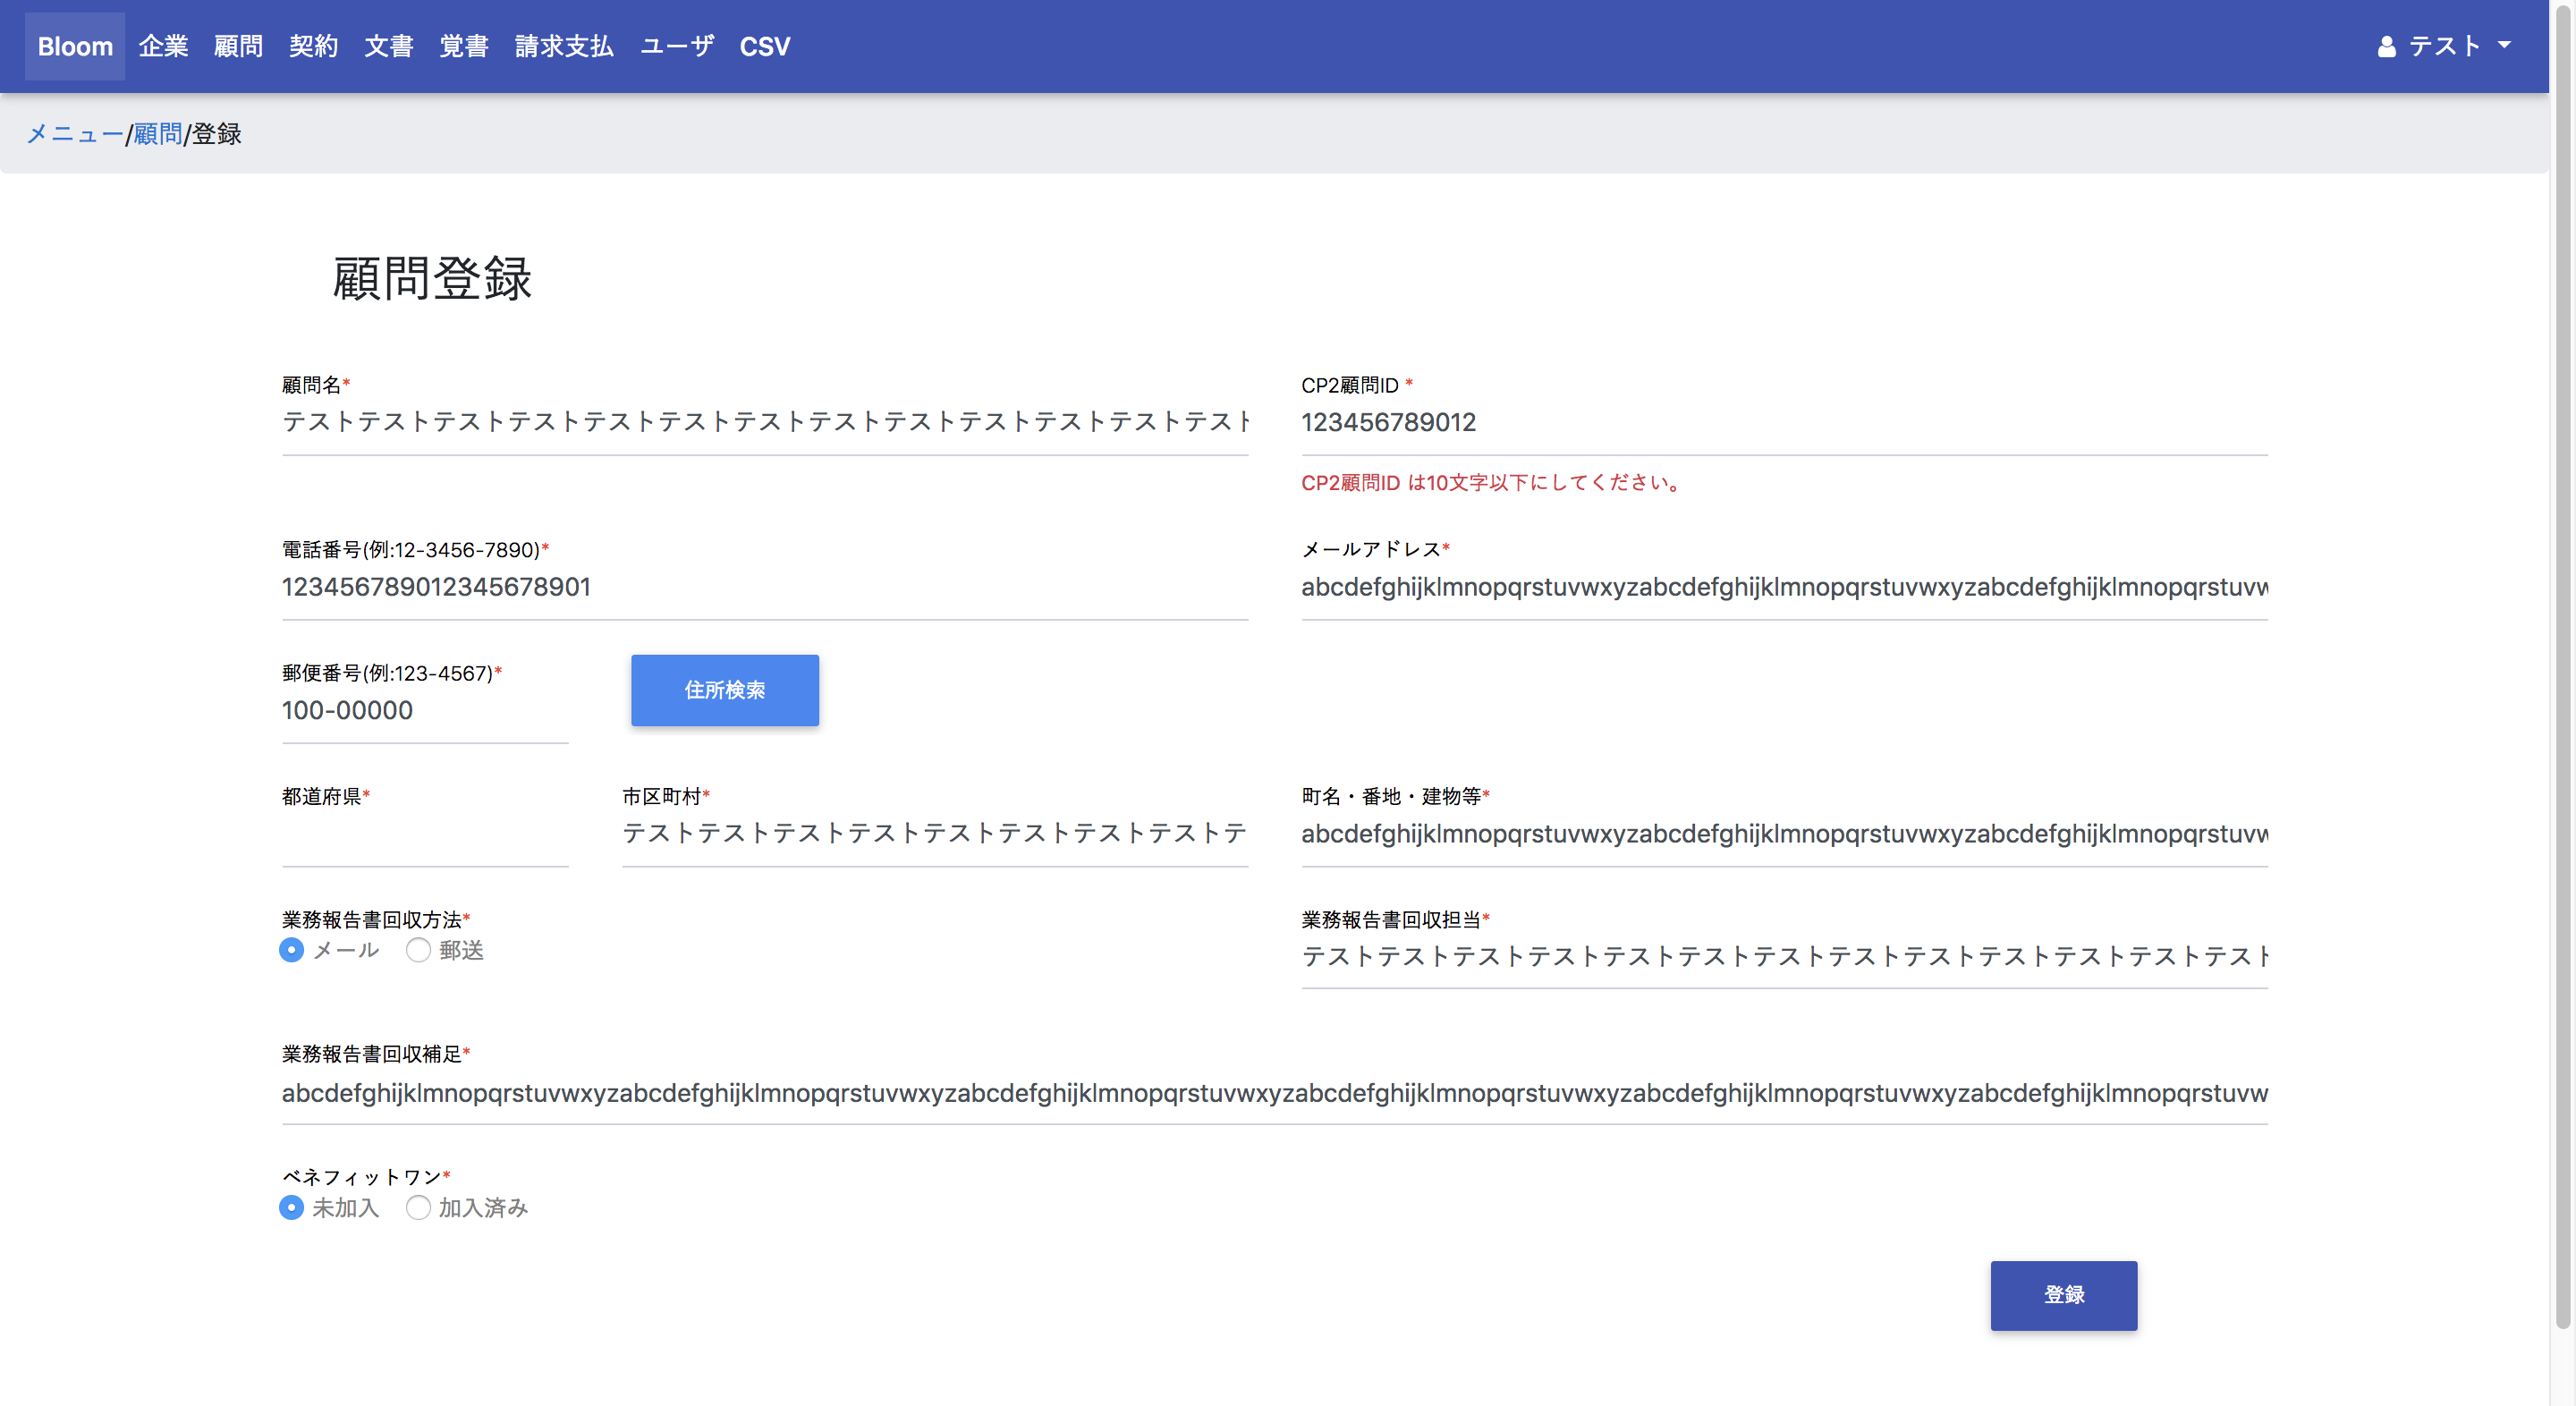 Bloom 企業 顧問 契約 文書 覚書 請求支払 ユーザ CSV テスト
メニュー/顧問/登録
顧問登録
顧問名* CP2顧問ID *
テストテストテストテストテストテストテストテストテストテストテストテストテスト 123456789012
CP2顧問ID は10文字以下にしてください。
電話番号(例:12-3456-7890)* メールアドレス*
123456789012345678901 abcdefghijklmnopqrstuvwxyzabcdefghijklmnopqrstuvwxyzabcdefghijklmnopqrstuvw
郵便番号(例:123-4567)* 住所検索
100-00000
都道府県* 市区町村* 町名・番地・建物等*
テストテストテストテストテストテストテストテストテ abcdefghijklmnopqrstuvwxyzabcdefghijklmnopqrstuvwxyzabcdefghijklmnopqrstuvw
業務報告書回収方法* 業務報告書回収担当*
メール 郵送 テストテストテストテストテストテストテストテストテストテストテストテストテスト
業務報告書回収補足*
abcdefghijklmnopqrstuvwxyzabcdefghijklmnopqrstuvwxyzabcdefghijklmnopqrstuvwxyzabcdefghijklmnopqrstuvwxyzabcdefghijklmnopqrstuvwxyzabcdefghijklmnopqrstuvw
ベネフィットワン*
未加入 加入済み
登録